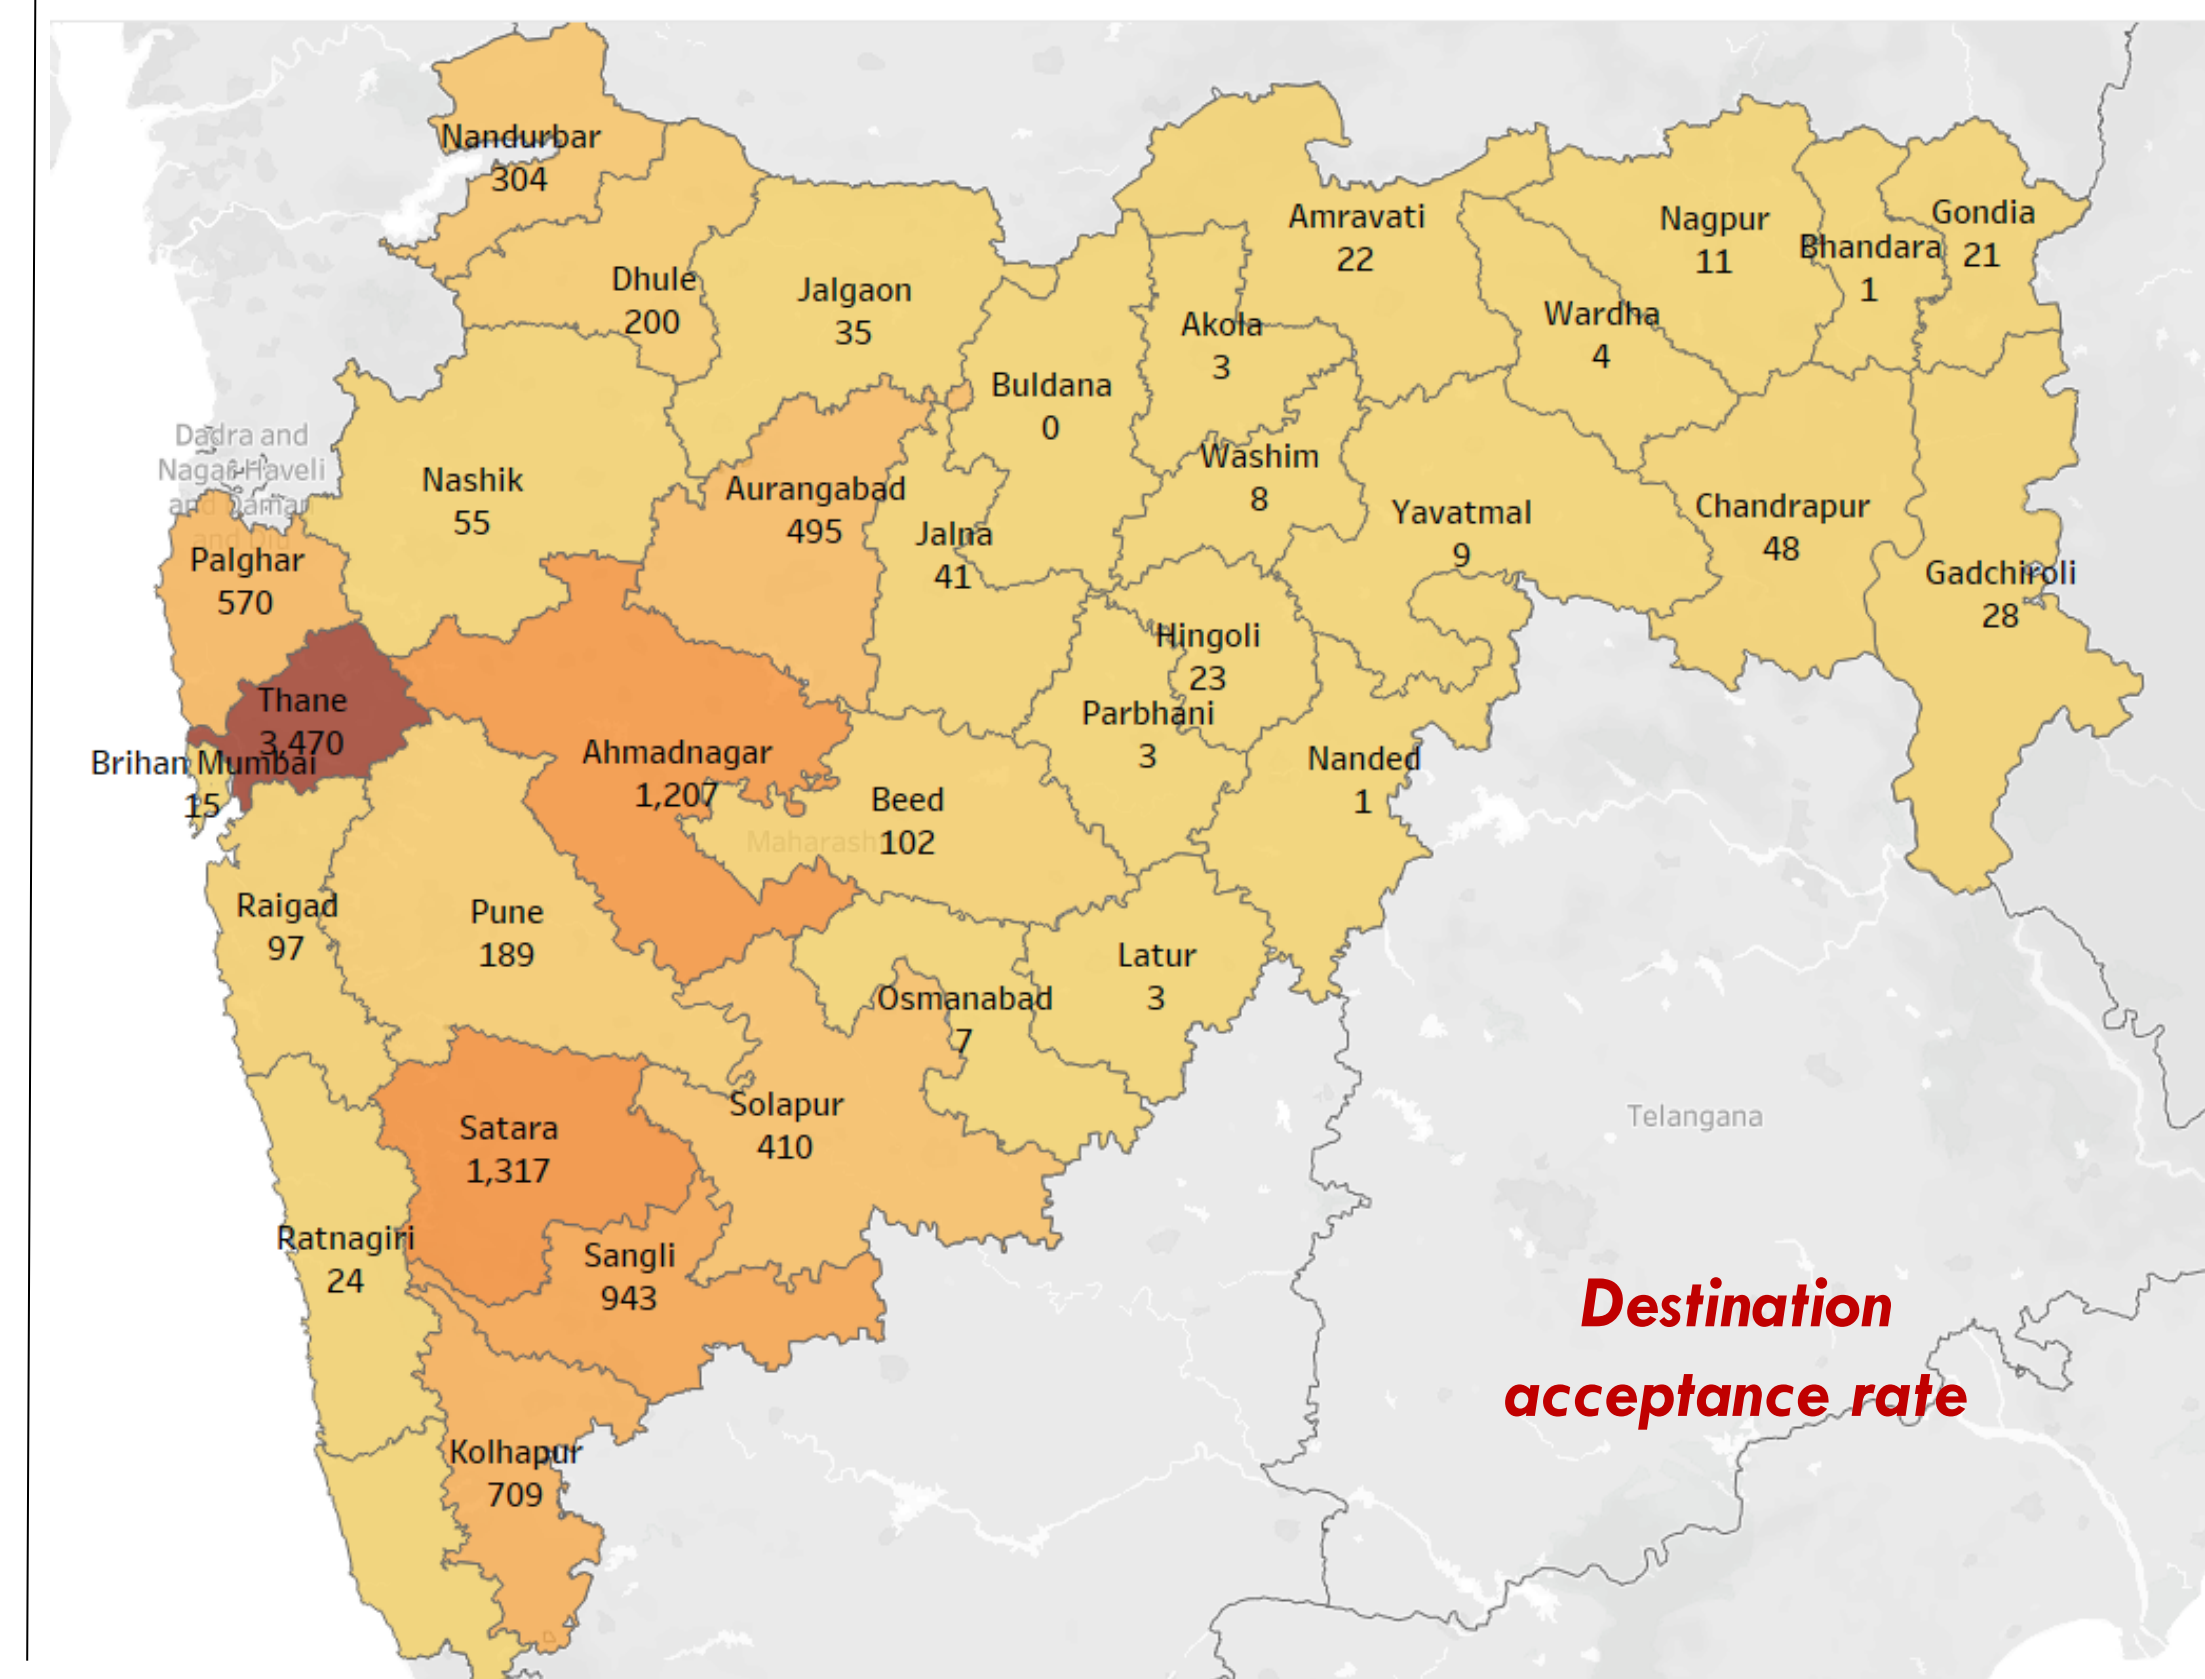 Nandurbar
304
Dhule
200
Jalgaon
35
Amravati
22
Nagpur
11
Bhandara
1
Gondia
21
Wardha
4
Akola
3
Buldana
0
Dadra and
Nagar Haveli
and Daman
and Diu
Nashik
55
Aurangabad
495
Jalna
41
Washim
8
Yavatmal
9
Chandrapur
48
Gadchiroli
28
Palghar
570
Hingoli
23
Parbhani
3
Thane
3,470
Brihan Mumbai
15
Ahmadnagar
1,207
Beed
102
Nanded
1
Raigad
97
Pune
189
Latur
3
Osmanabad
7
Solapur
410
Satara
1,317
Telangana
Ratnagiri
24
Sangli
943
Kolhapur
709
Destination
acceptance rate